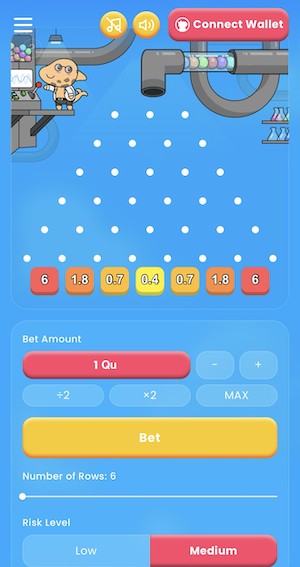 Connect Wallet
6 1.8 0.7 0.4 0.7 1.8 6
Bet Amount
1 Qu - +
÷2 ×2 MAX
Bet
Number of Rows: 6
Risk Level
Low Medium